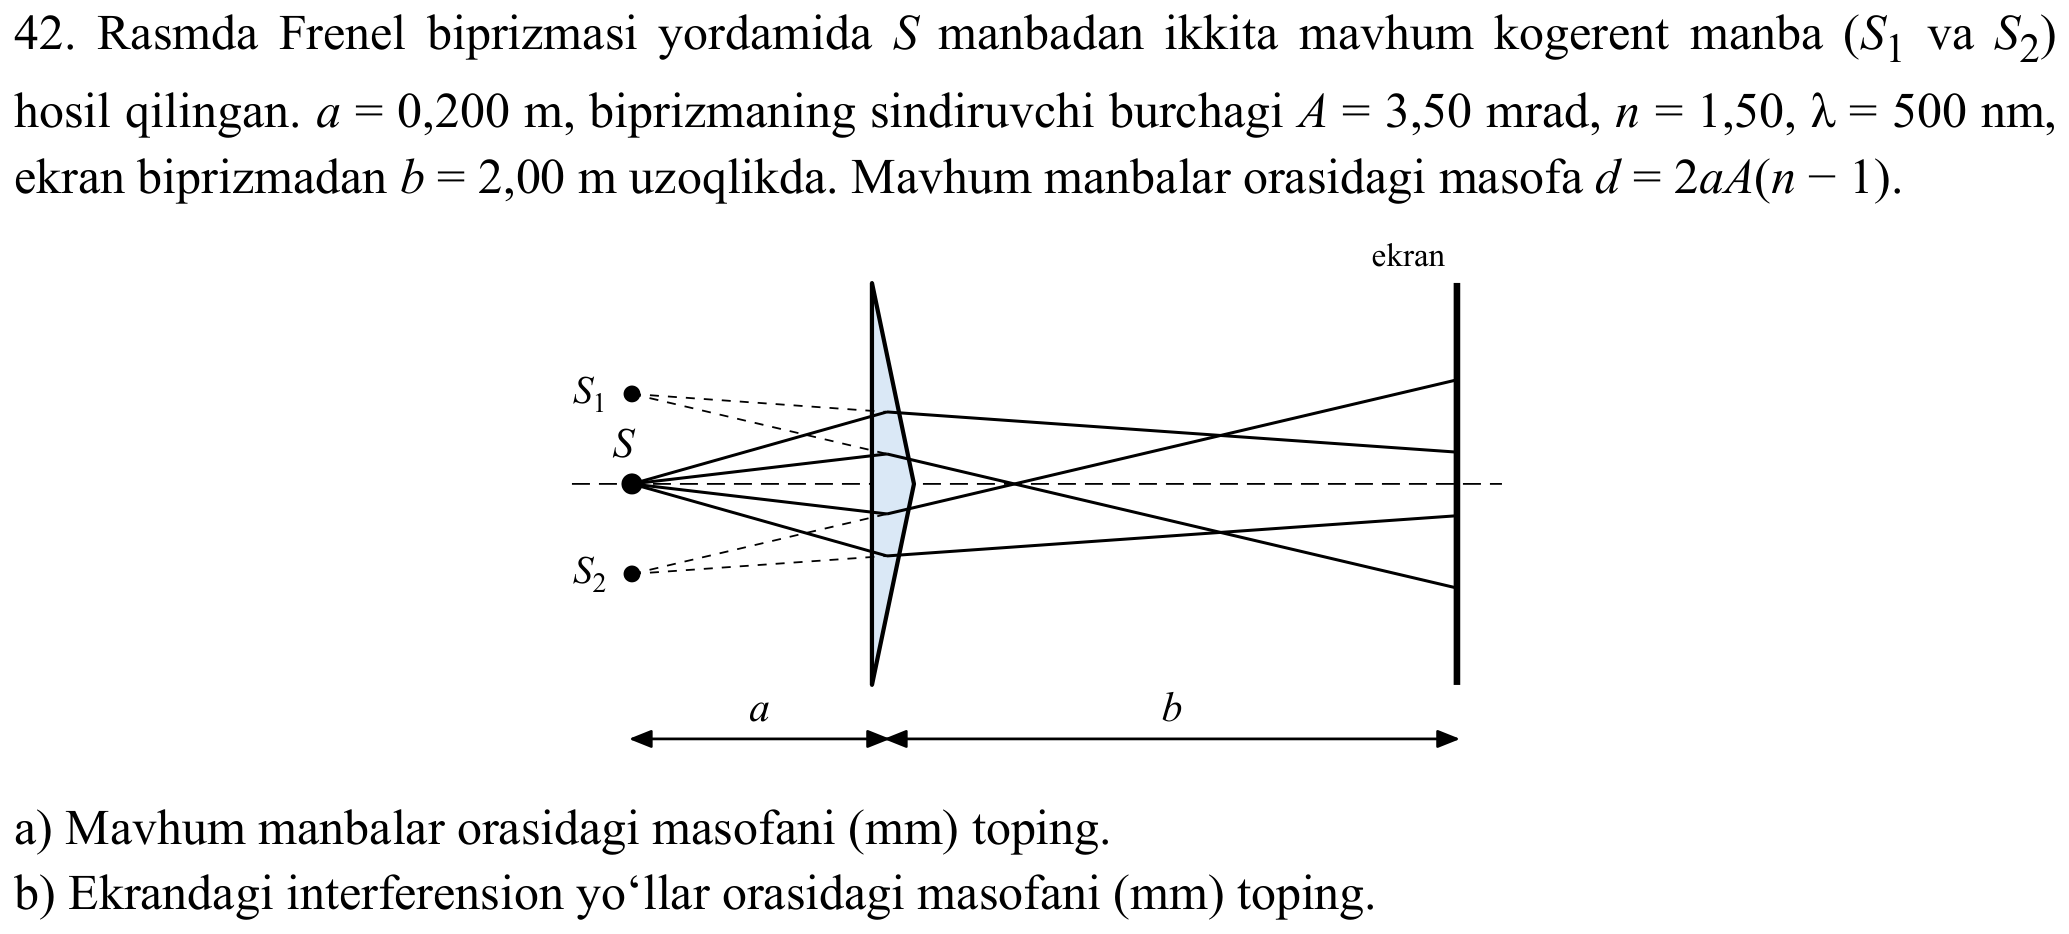 42. Rasmda Frenel biprizmasi yordamida S manbadan ikkita mavhum kogerent manba (S₁ va S₂)
hosil qilingan. a = 0,200 m, biprizmaning sindiruvchi burchagi A = 3,50 mrad, n = 1,50, λ = 500 nm,
ekran biprizmadan b = 2,00 m uzoqlikda. Mavhum manbalar orasidagi masofa d = 2aA(n − 1).
ekran
S₁
S
S₂
a
b
a) Mavhum manbalar orasidagi masofani (mm) toping.
b) Ekrandagi interferension yo‘llar orasidagi masofani (mm) toping.